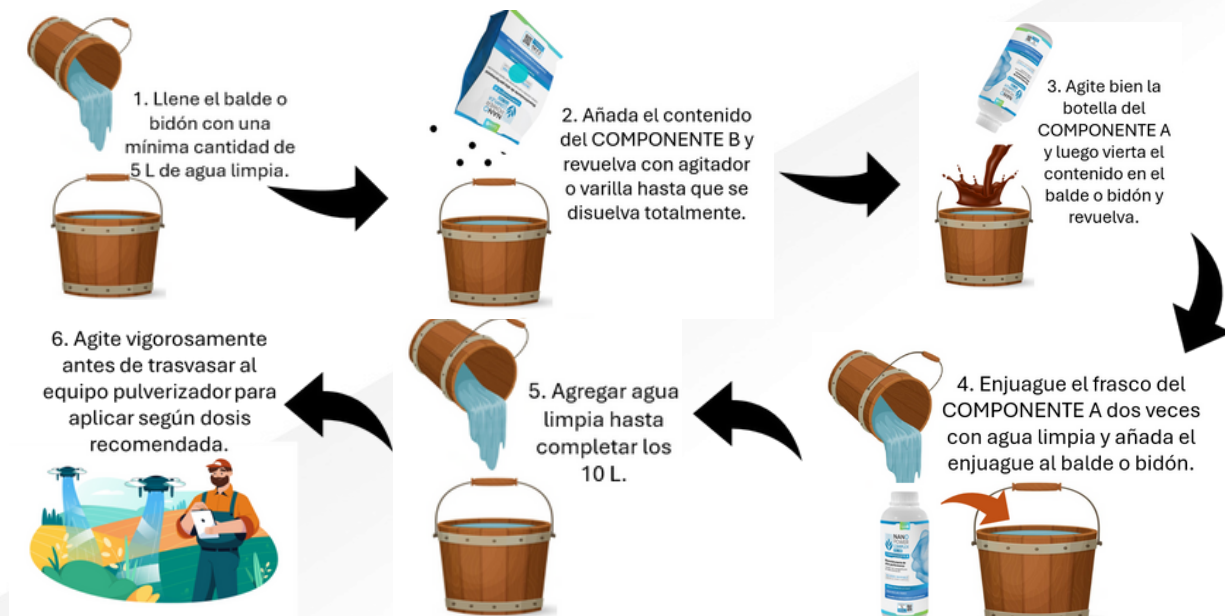 1. Llene el balde o
bidón con una
mínima cantidad de
5 L de agua limpia.
2. Añada el contenido
del COMPONENTE B y
revuelva con agitador
o varilla hasta que se
disuelva totalmente.
3. Agite bien la
botella del
COMPONENTE A
y luego vierta el
contenido en el
balde o bidón y
revuelva.
4. Enjuague el frasco del
COMPONENTE A dos veces
con agua limpia y añada el
enjuague al balde o bidón.
NANO
POWER
5. Agregar agua
limpia hasta
completar los
10 L.
6. Agite vigorosamente
antes de trasvasar al
equipo pulverizador para
aplicar según dosis
recomendada.